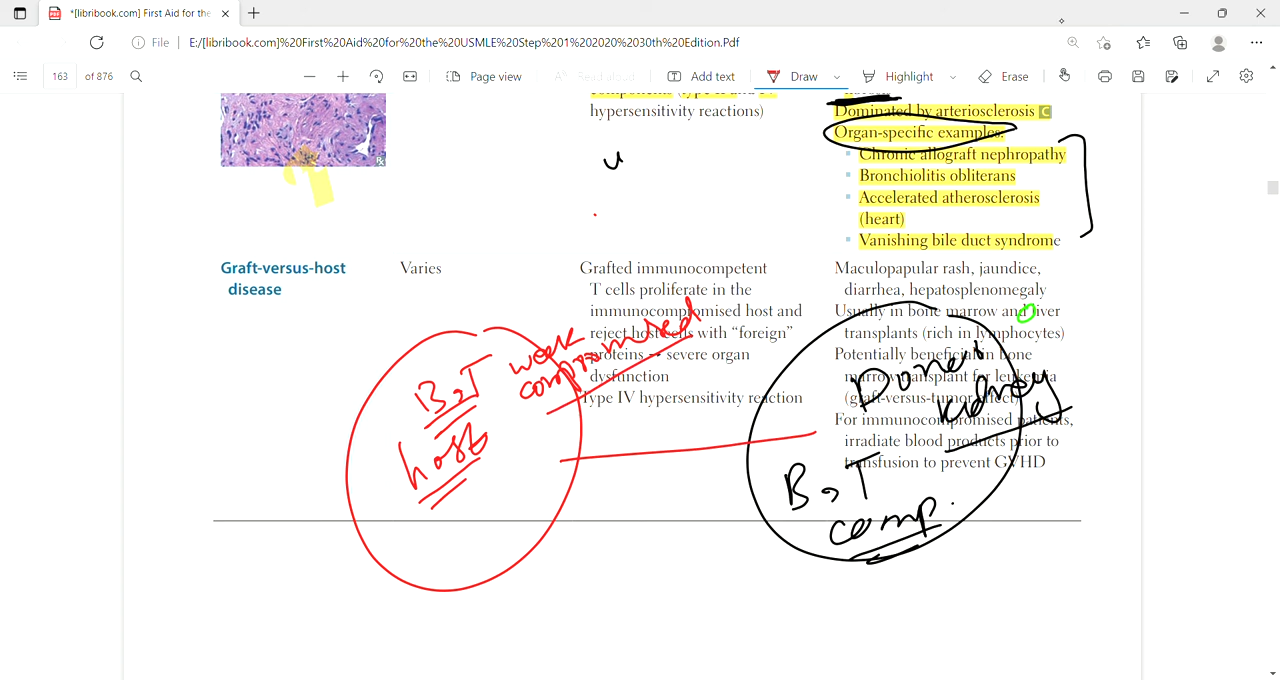 *[libribook.com] First Aid for the
File
E:/[libribook.com]%20First%20Aid%20for%20the%20USMLE%20Step%201%202020%2030th%20Edition.Pdf
163 of 876
Page view
Read aloud
Add text
Draw
Highlight
Erase
hypersensitivity reactions)
Dominated by arteriosclerosis C
Organ-specific examples:
Chronic allograft nephropathy
Bronchiolitis obliterans
Accelerated atherosclerosis
(heart)
Vanishing bile duct syndrome
Graft-versus-host
disease
Varies
Grafted immunocompetent
T cells proliferate in the
immunocompromised host and
reject host cells with “foreign”
proteins → severe organ
dysfunction
Type IV hypersensitivity reaction
Maculopapular rash, jaundice,
diarrhea, hepatosplenomegaly
Usually in bone marrow and liver
transplants (rich in lymphocytes)
Potentially beneficial in bone
marrow transplant for leukemia
(graft-versus-tumor effect)
For immunocompromised patients,
irradiate blood products prior to
transfusion to prevent GVHD
B,T
host
week
compromised
Doner
kidney
B,T
comp.